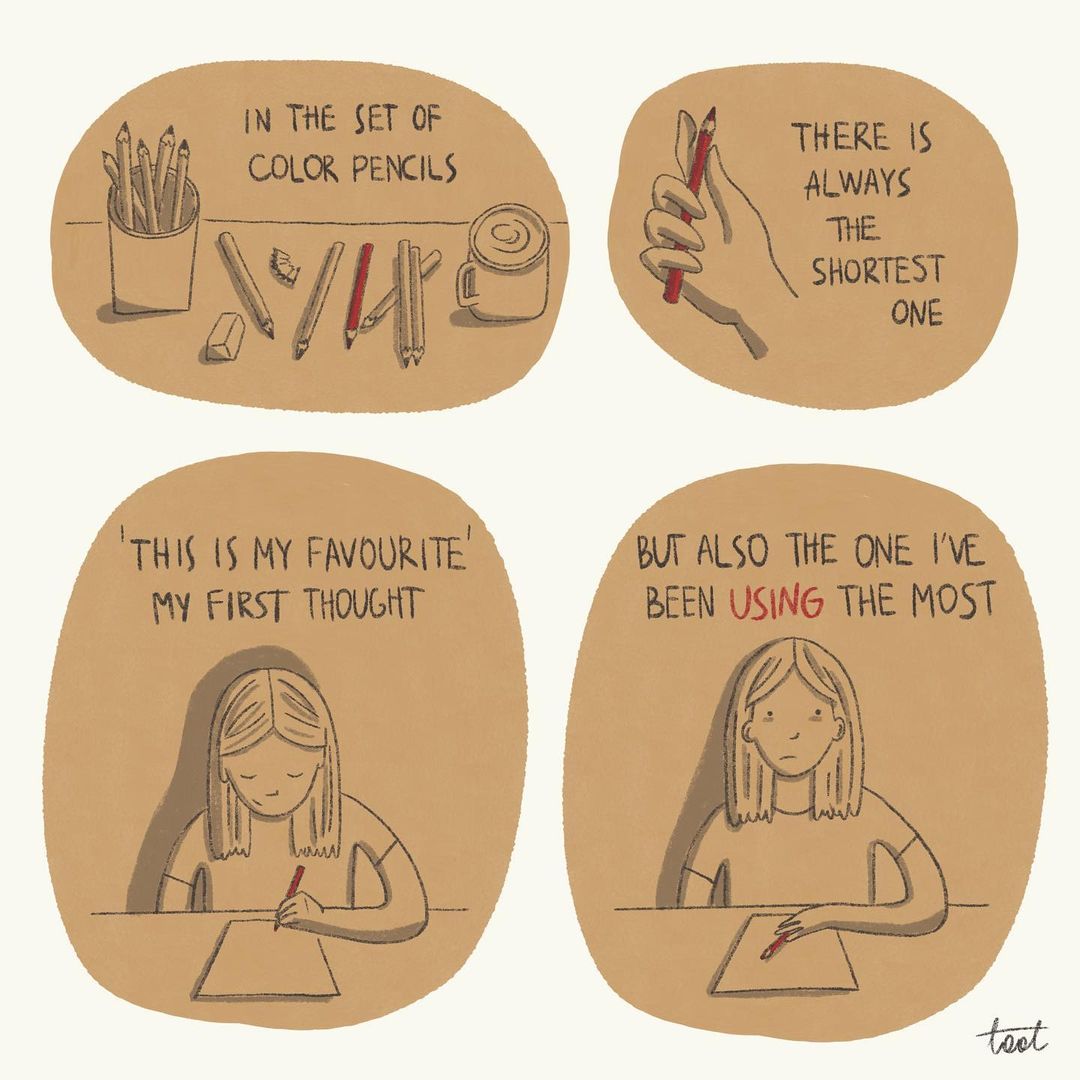 IN THE SET OF
COLOR PENCILS
THERE IS
ALWAYS
THE
SHORTEST
ONE
'THIS IS MY FAVOURITE'
MY FIRST THOUGHT
BUT ALSO THE ONE I'VE
BEEN USING THE MOST